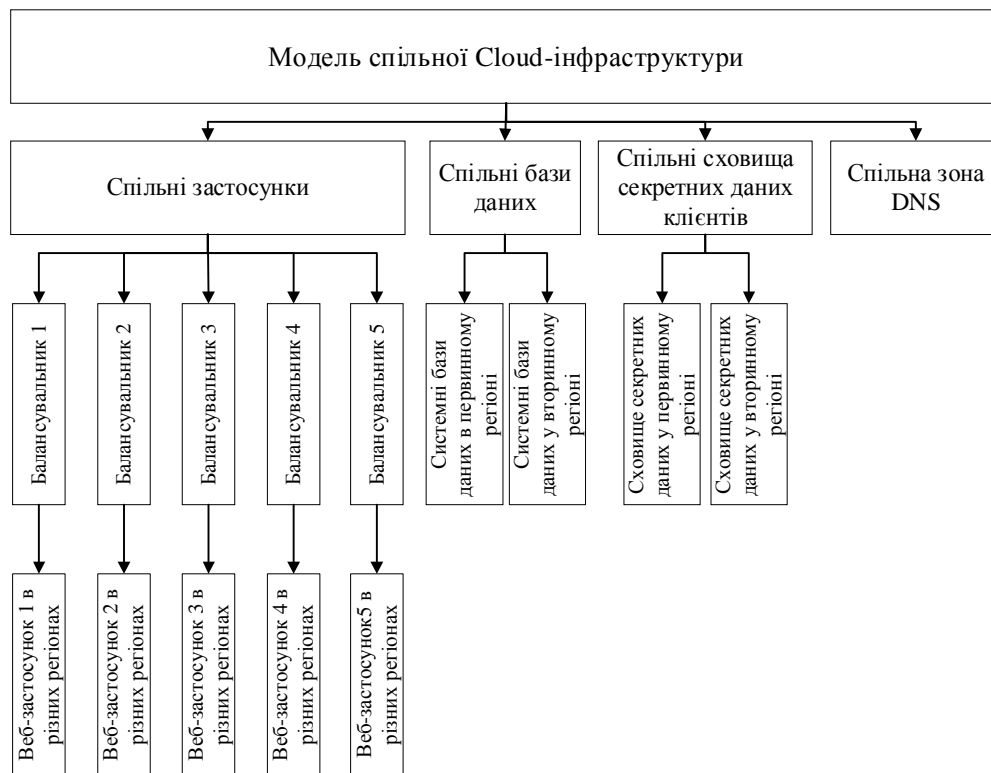 Модель спільної Cloud-інфраструктури
Спільні застосунки
Спільні бази
даних
Спільні сховища
секретних даних
клієнтів
Спільна зона
DNS
Балансувальник 1
Балансувальник 2
Балансувальник 3
Балансувальник 4
Балансувальник 5
Системні бази
даних в первинному
регіоні
Системні бази
даних у вторинному
регіоні
Сховище секретних
даних у первинному
регіоні
Сховище секретних
даних у вторинному
регіоні
Веб-застосунок 1 в
різних регіонах
Веб-застосунок 2 в
різних регіонах
Веб-застосунок 3 в
різних регіонах
Веб-застосунок 4 в
різних регіонах
Веб-застосунок5 в
різних регіонах